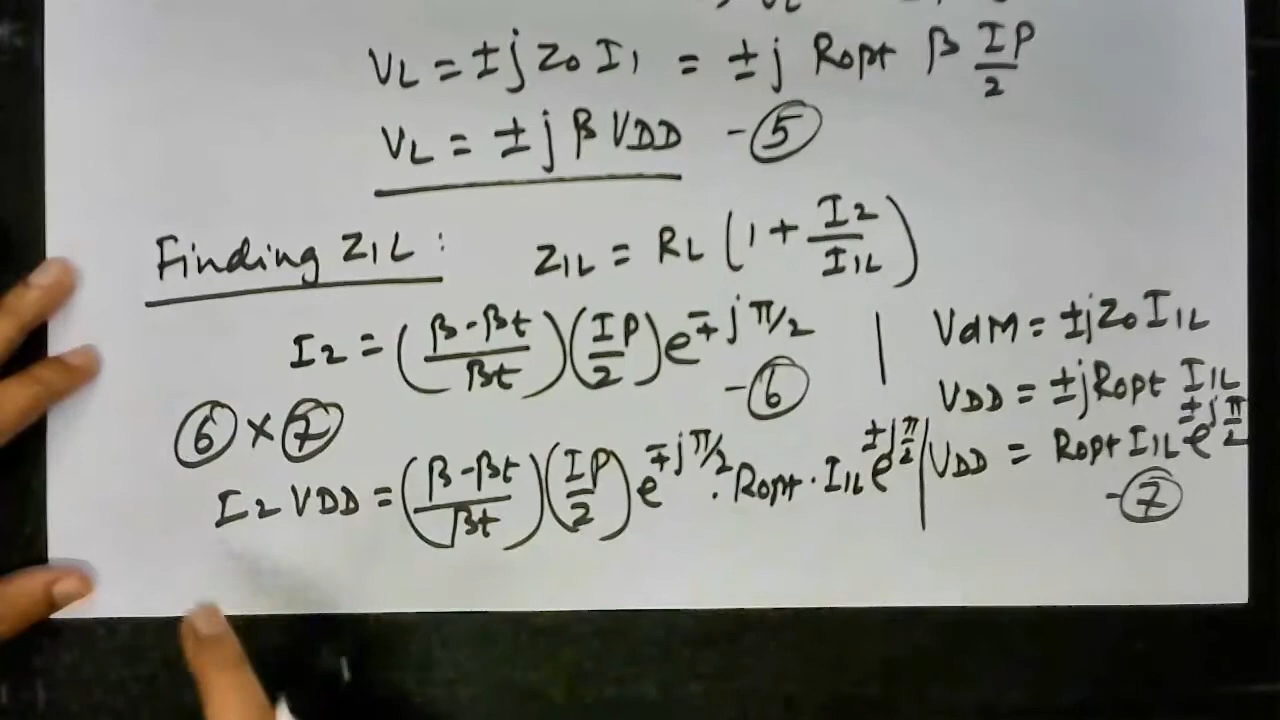 VL = ±j Z0 I1 = ±j Ropt β IP/2
VL = ±j β VDD - ⑤
Finding Z1L : Z1L = RL (1 + I2/I1L)
I2 = ((β-βt)/βt) (IP/2) e^∓jπ/2 - ⑥
VdM = ±jZ0 I1L
VDD = ±jRopt I1L
VDD = Ropt I1L e^±jπ/2 - ⑦
⑥ × ⑦
I2 VDD = ((β-βt)/βt) (IP/2) e^∓jπ/2 . Ropt . I1L e^±jπ/2